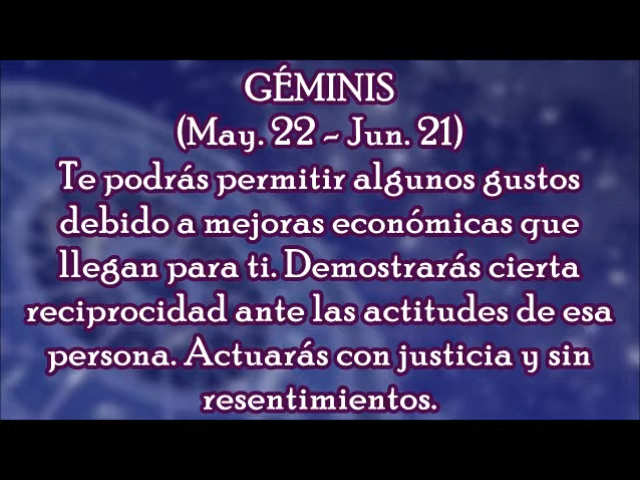 GÉMINIS
(May. 22 - Jun. 21)
Te podrás permitir algunos gustos
debido a mejoras económicas que
llegan para ti. Demostrarás cierta
reciprocidad ante las actitudes de esa
persona. Actuarás con justicia y sin
resentimientos.